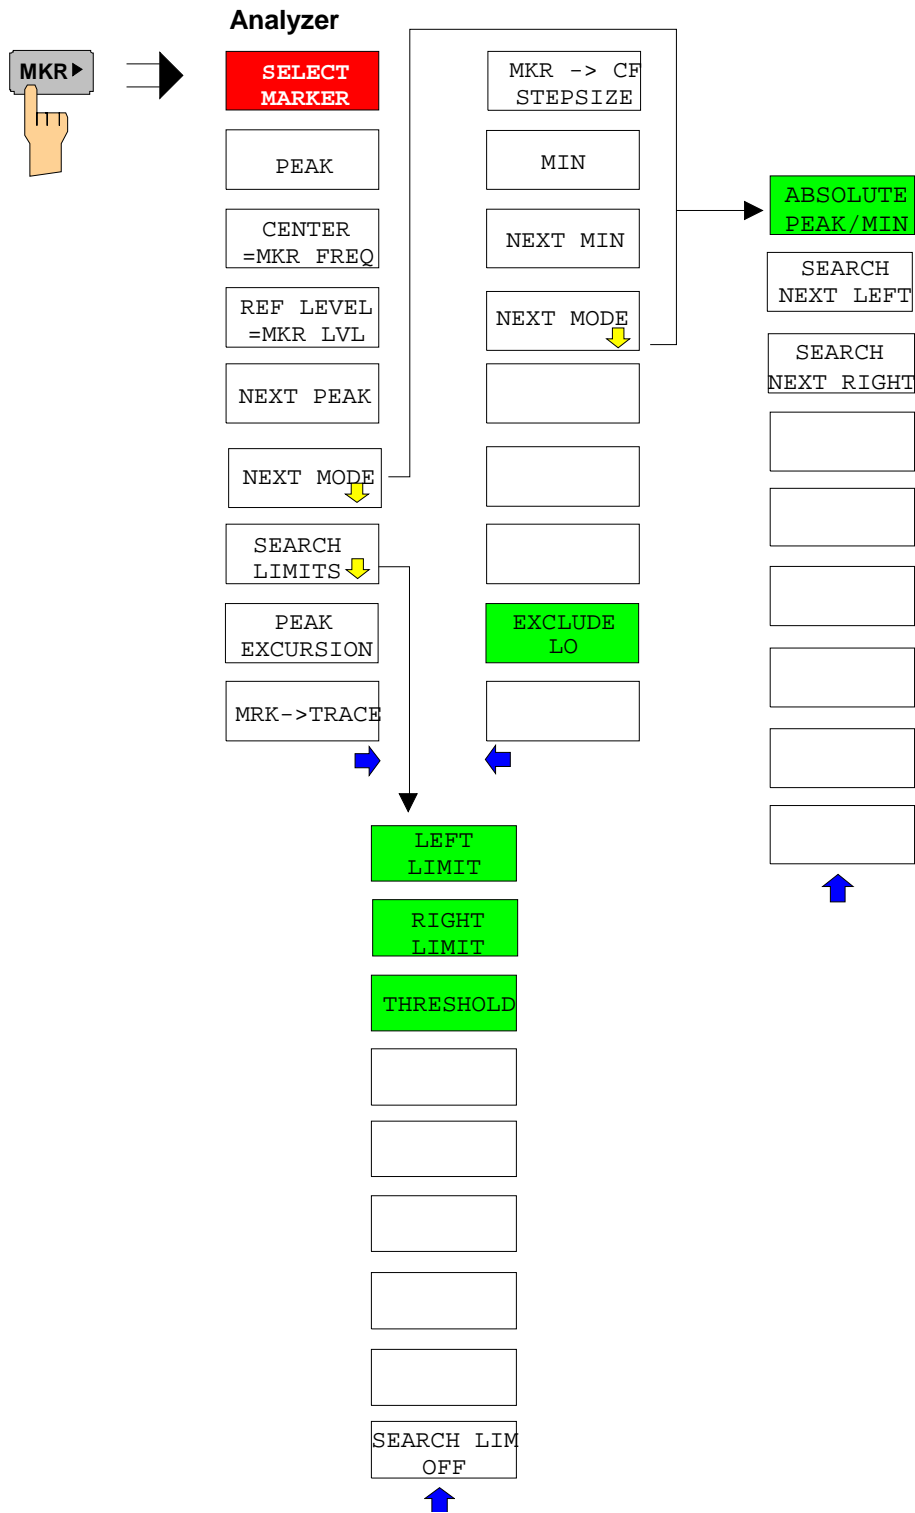 Analyzer
MKR
SELECT
MARKER
PEAK
CENTER
=MKR FREQ
REF LEVEL
=MKR LVL
NEXT PEAK
NEXT MODE
SEARCH
LIMITS
PEAK
EXCURSION
MRK->TRACE
MKR -> CF
STEPSIZE
MIN
NEXT MIN
NEXT MODE
EXCLUDE
LO
ABSOLUTE
PEAK/MIN
SEARCH
NEXT LEFT
SEARCH
NEXT RIGHT
LEFT
LIMIT
RIGHT
LIMIT
THRESHOLD
SEARCH LIM
OFF